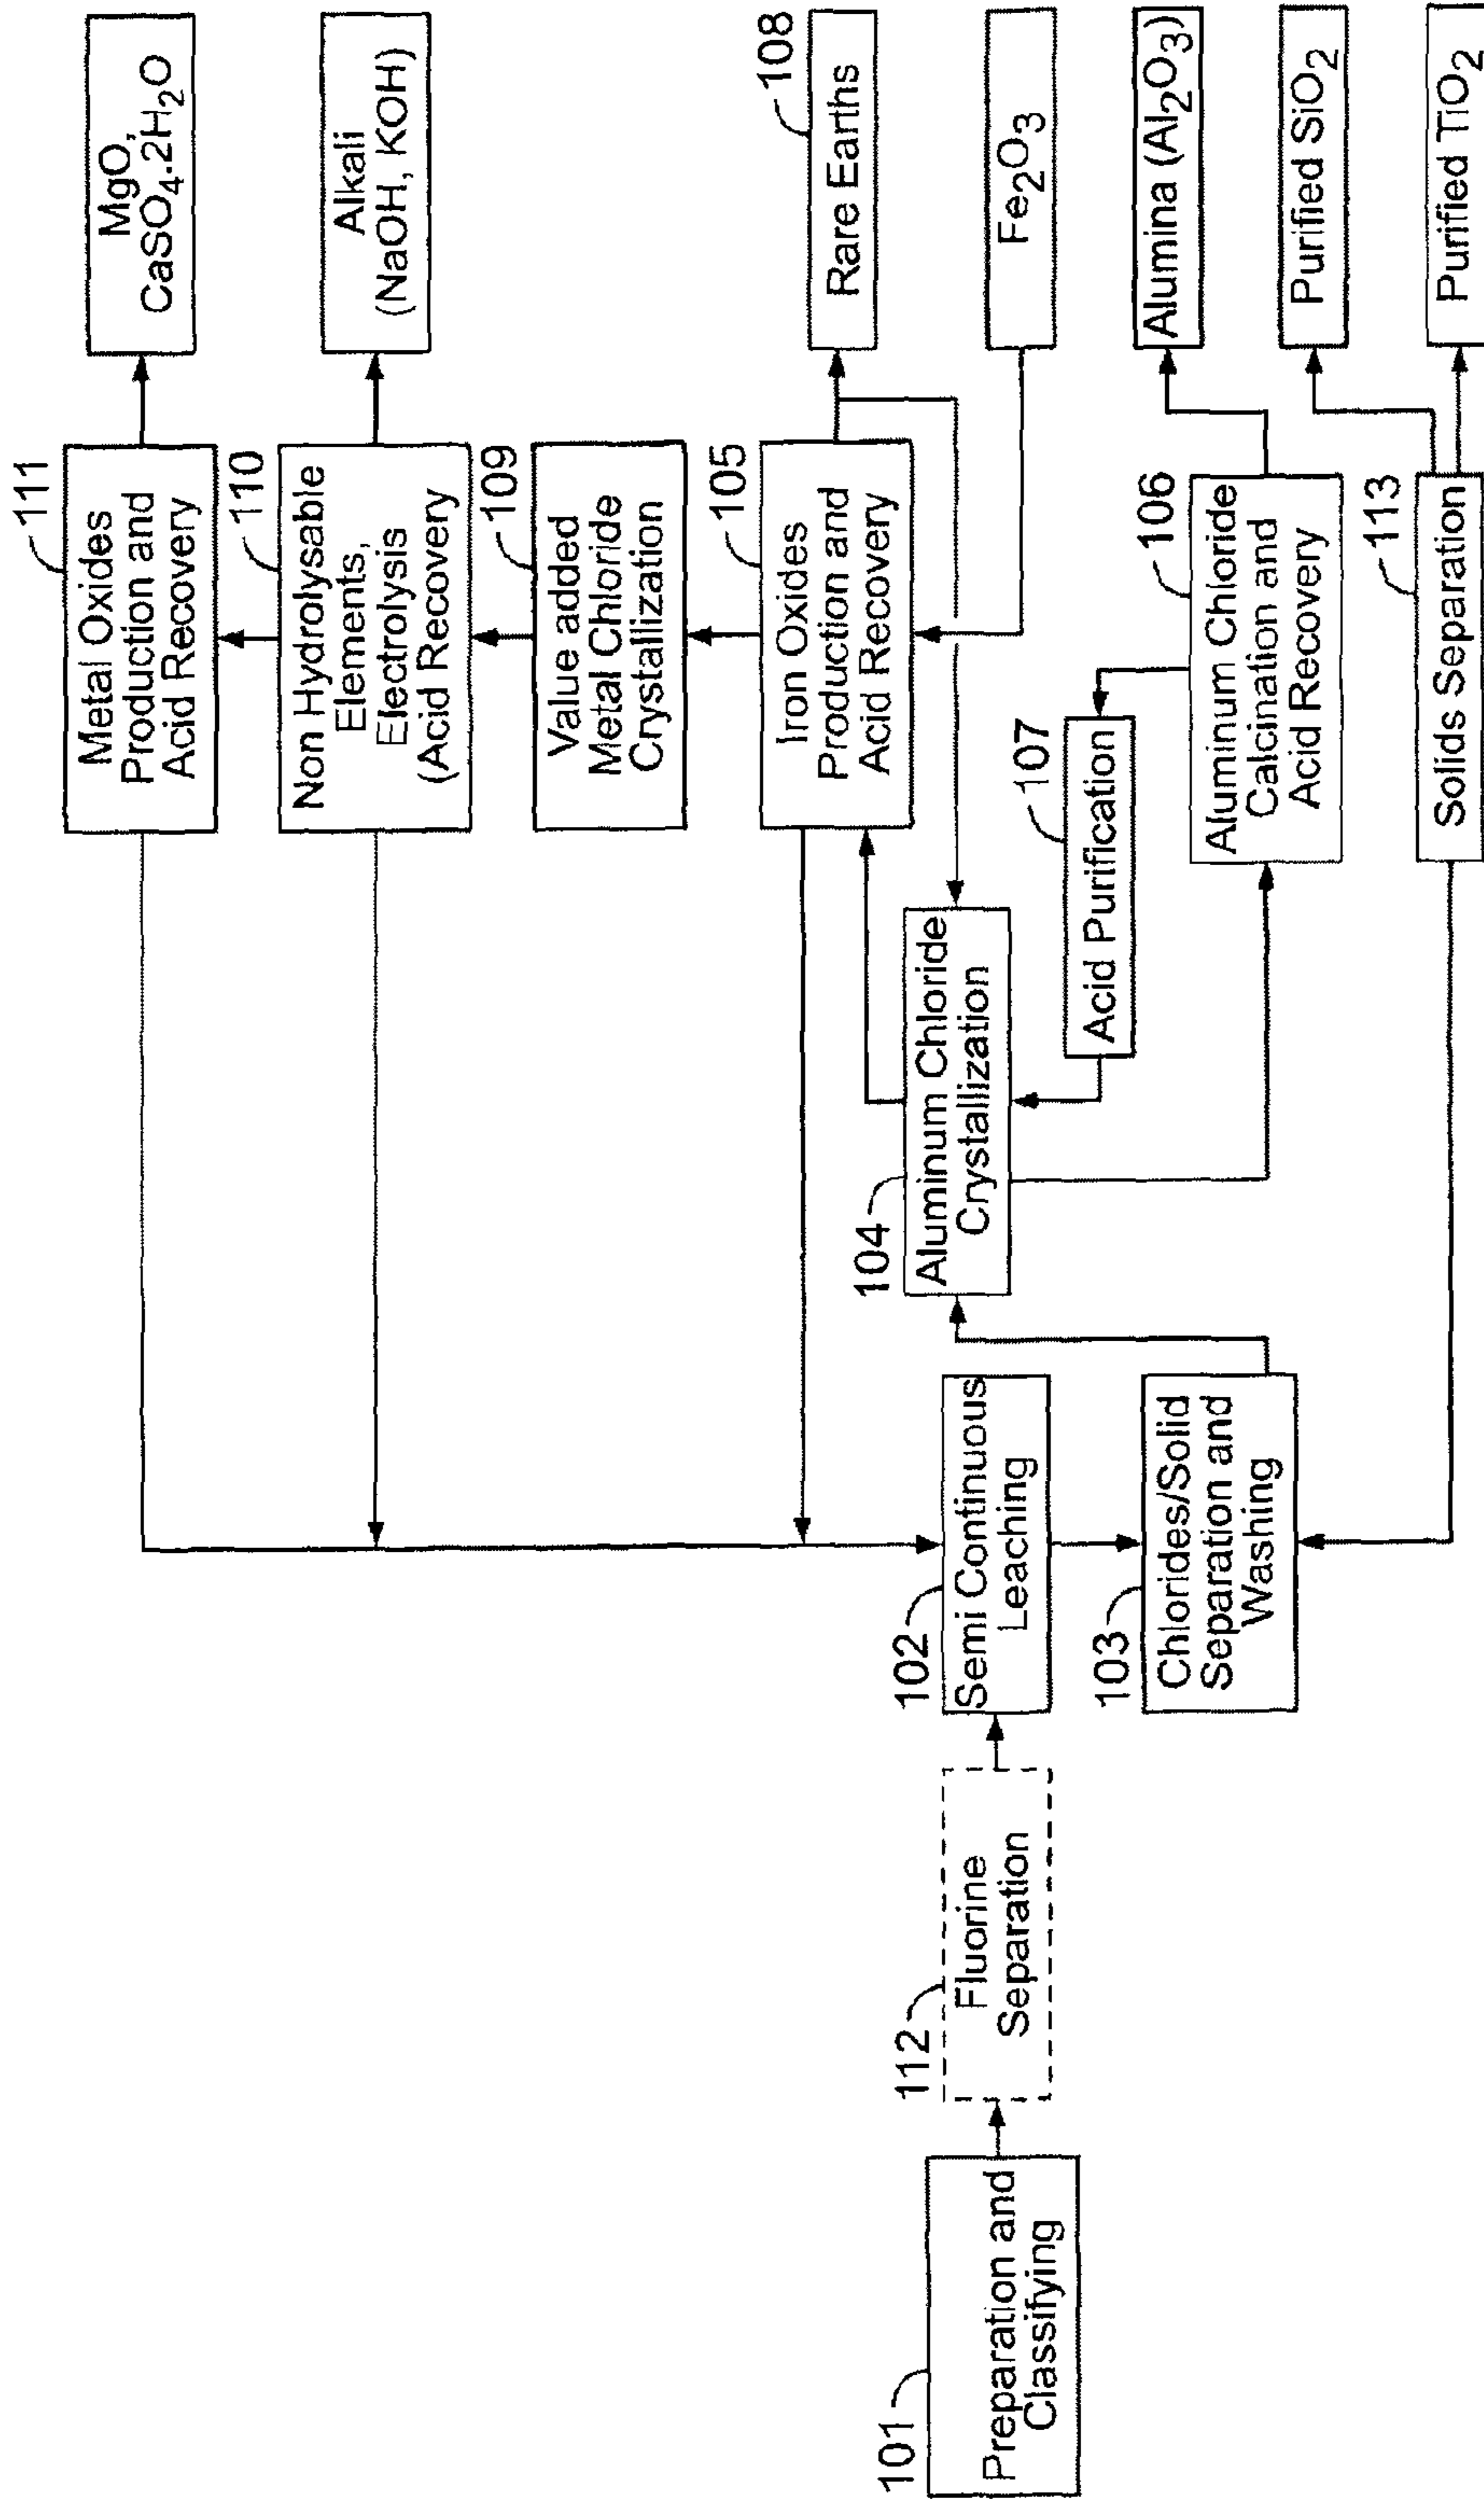 111
Metal Oxides
Production and
Acid Recovery
MgO,
CaSO4.2H2O
110
Non Hydrolysable
Elements,
Electrolysis
(Acid Recovery)
Alkali
(NaOH, KOH)
109
Value added
Metal Chloride
Crystallization
105
Iron Oxides
Production and
Acid Recovery
108
Rare Earths
Fe2O3
104
Aluminum Chloride
Crystallization
107
Acid Purification
106
Aluminum Chloride
Calcination and
Acid Recovery
Alumina (Al2O3)
113
Solids Separation
Purified SiO2
Purified TiO2
101
Preparation and
Classifying
112
Fluorine
Separation
102
Semi Continuous
Leaching
103
Chlorides/Solid
Separation and
Washing